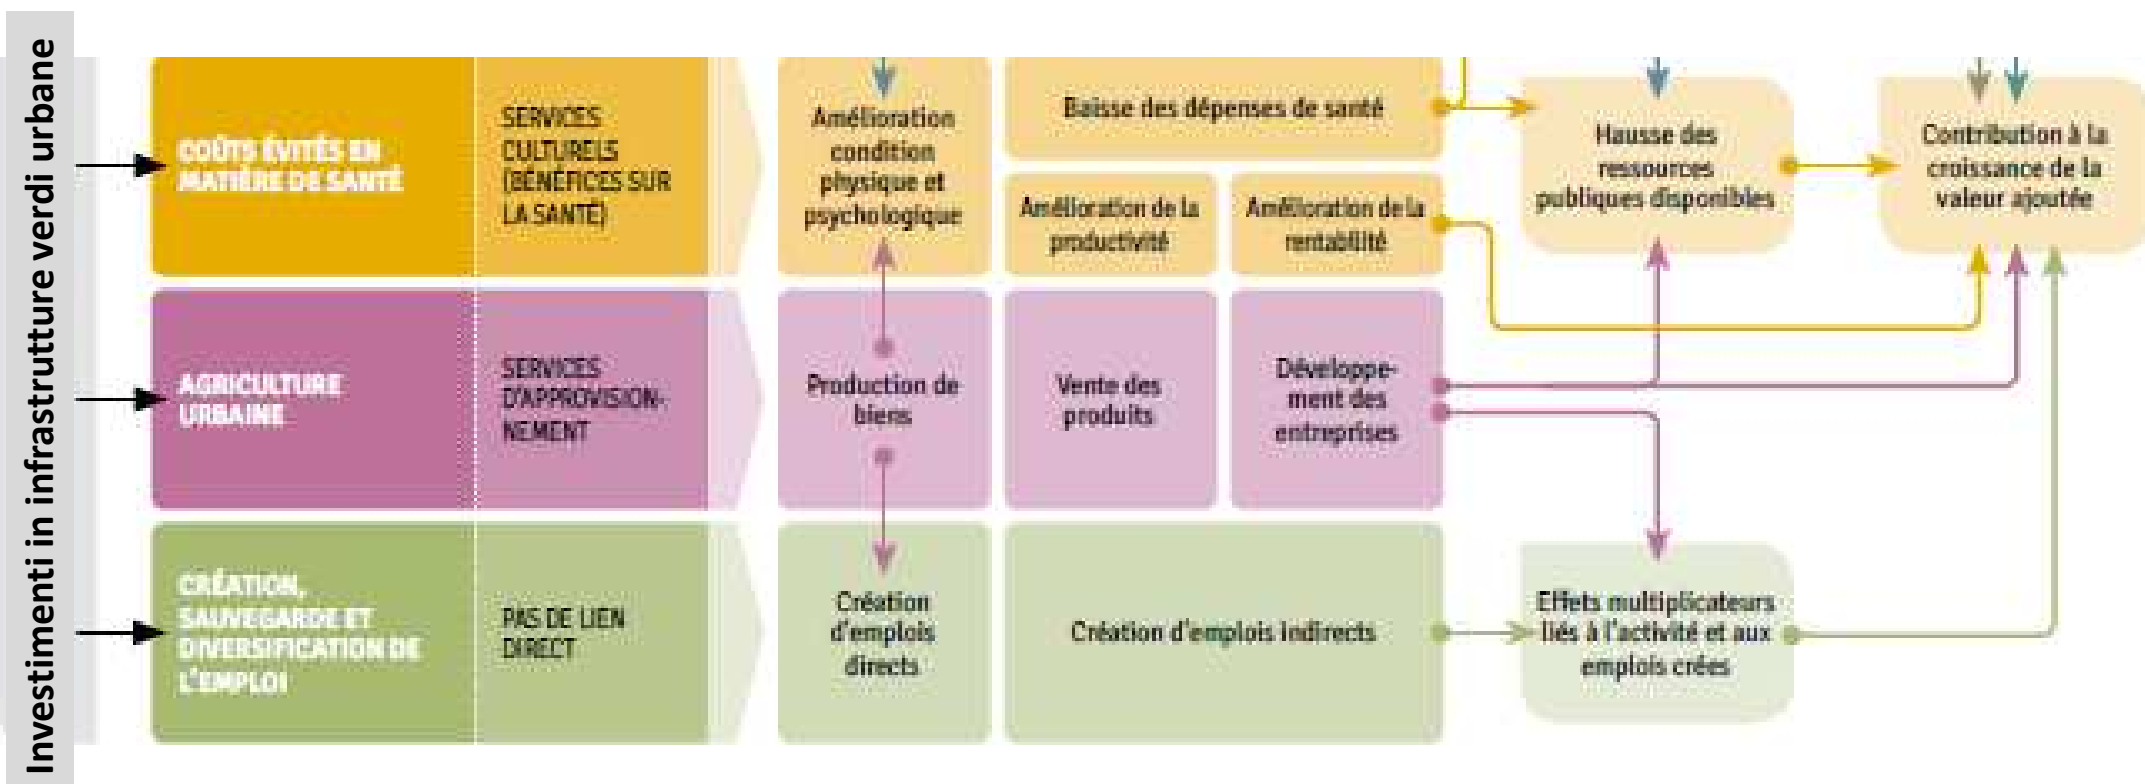 Investimenti in infrastrutture verdi urbane
COÛTS ÉVITÉS EN
MATIÈRE DE SANTÉ
SERVICES
CULTURELS
(BÉNÉFICES SUR
LA SANTÉ)
Amélioration
condition
physique et
psychologique
Baisse des dépenses de santé
Amélioration de la
productivité
Amélioration de la
rentabilité
Hausse des
ressources
publiques disponibles
Contribution à la
croissance de la
valeur ajoutée
AGRICULTURE
URBAINE
SERVICES
D'APPROVISION-
NEMENT
Production de
biens
Vente des
produits
Développe-
ment des
entreprises
CRÉATION,
SAUVEGARDE ET
DIVERSIFICATION DE
L'EMPLOI
PAS DE LIEN
DIRECT
Création
d'emplois
directs
Création d'emplois indirects
Effets multiplicateurs
liés à l'activité et aux
emplois crées